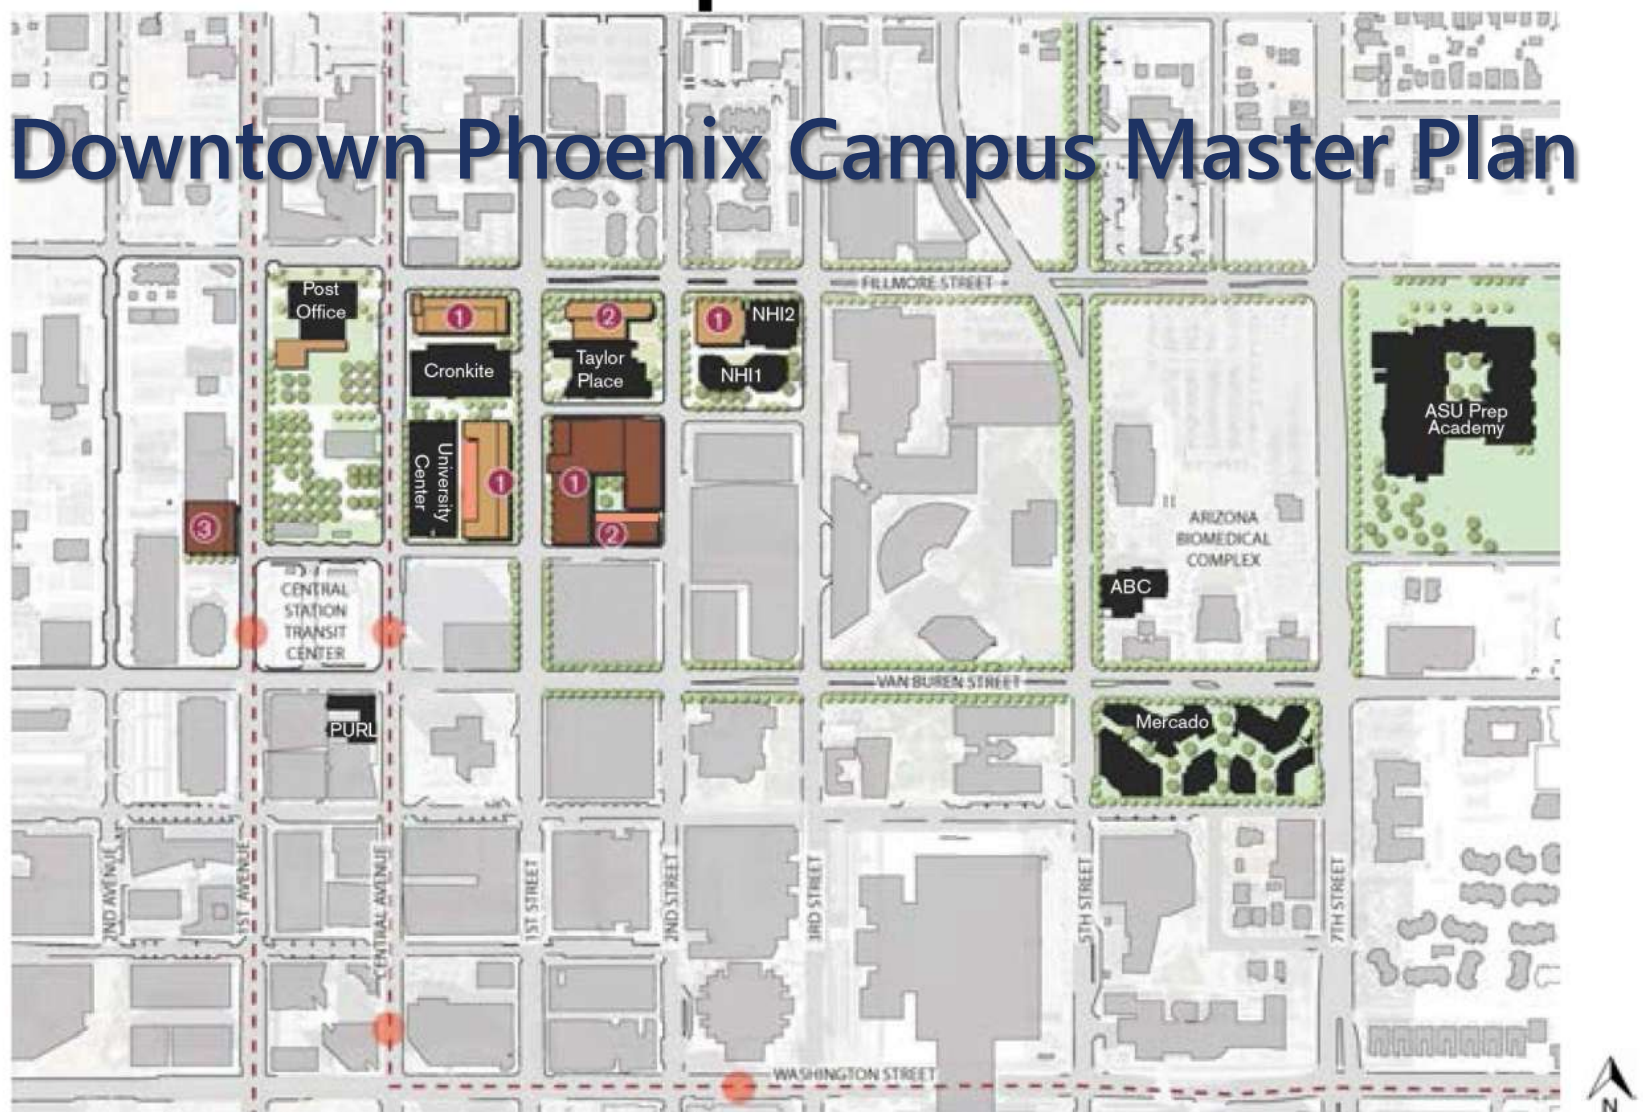 Downtown Phoenix Campus Master Plan
FILLMORE STREET
Post
Office
1
2
1
NHI2
Cronkite
Taylor
Place
NHI1
ASU Prep
Academy
University
Center
1
1
3
2
ARIZONA
BIOMEDICAL
COMPLEX
ABC
CENTRAL
STATION
TRANSIT
CENTER
VAN BUREN STREET
PURL
Mercado
2ND AVENUE
1ST AVENUE
CENTRAL AVENUE
1ST STREET
2ND STREET
3RD STREET
5TH STREET
7TH STREET
WASHINGTON STREET
N